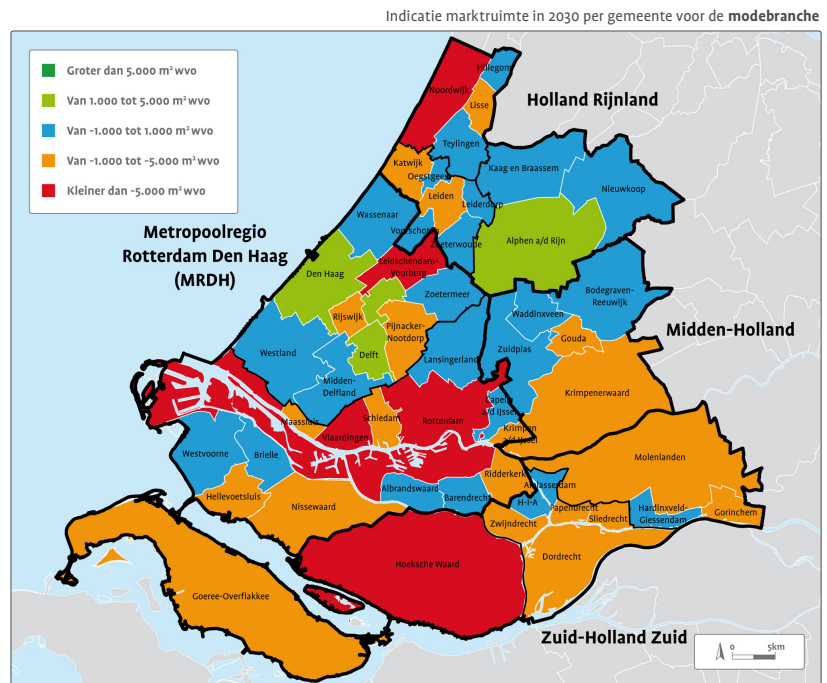 Indicatie marktruimte in 2030 per gemeente voor de modebranche
Groter dan 5.000 m² wvo
Van 1.000 tot 5.000 m² wvo
Van -1.000 tot 1.000 m² wvo
Van -1.000 tot -5.000 m² wvo
Kleiner dan -5.000 m² wvo
Holland Rijnland
Metropoolregio
Rotterdam Den Haag
(MRDH)
Midden-Holland
Zuid-Holland Zuid
Hillegom
Noordwijk
Lisse
Teylingen
Katwijk
Oegstgeest
Kaag en Braassem
Nieuwkoop
Leiden
Leiderdorp
Wassenaar
Voorschoten
Zoeterwoude
Alphen a/d Rijn
Leidschendam-
Voorburg
Den Haag
Zoetermeer
Bodegraven-
Reeuwijk
Waddinxveen
Rijswijk
Pijnacker-
Nootdorp
Gouda
Westland
Delft
Lansingerland
Zuidplas
Midden-
Delfland
Krimpenerwaard
Capelle
a/d IJssel
Maassluis
Schiedam
Rotterdam
Vlaardingen
Krimpen
a/d IJssel
Westvoorne
Brielle
Molenlanden
Ridderkerk
Alblasserdam
Hellevoetsluis
Albrandswaard
Barendrecht
H-I-A
Papendrecht
Hardinxveld-
Giessendam
Gorinchem
Nissewaard
Sliedrecht
Zwijndrecht
Dordrecht
Hoeksche Waard
Goeree-Overflakkee
0 5km